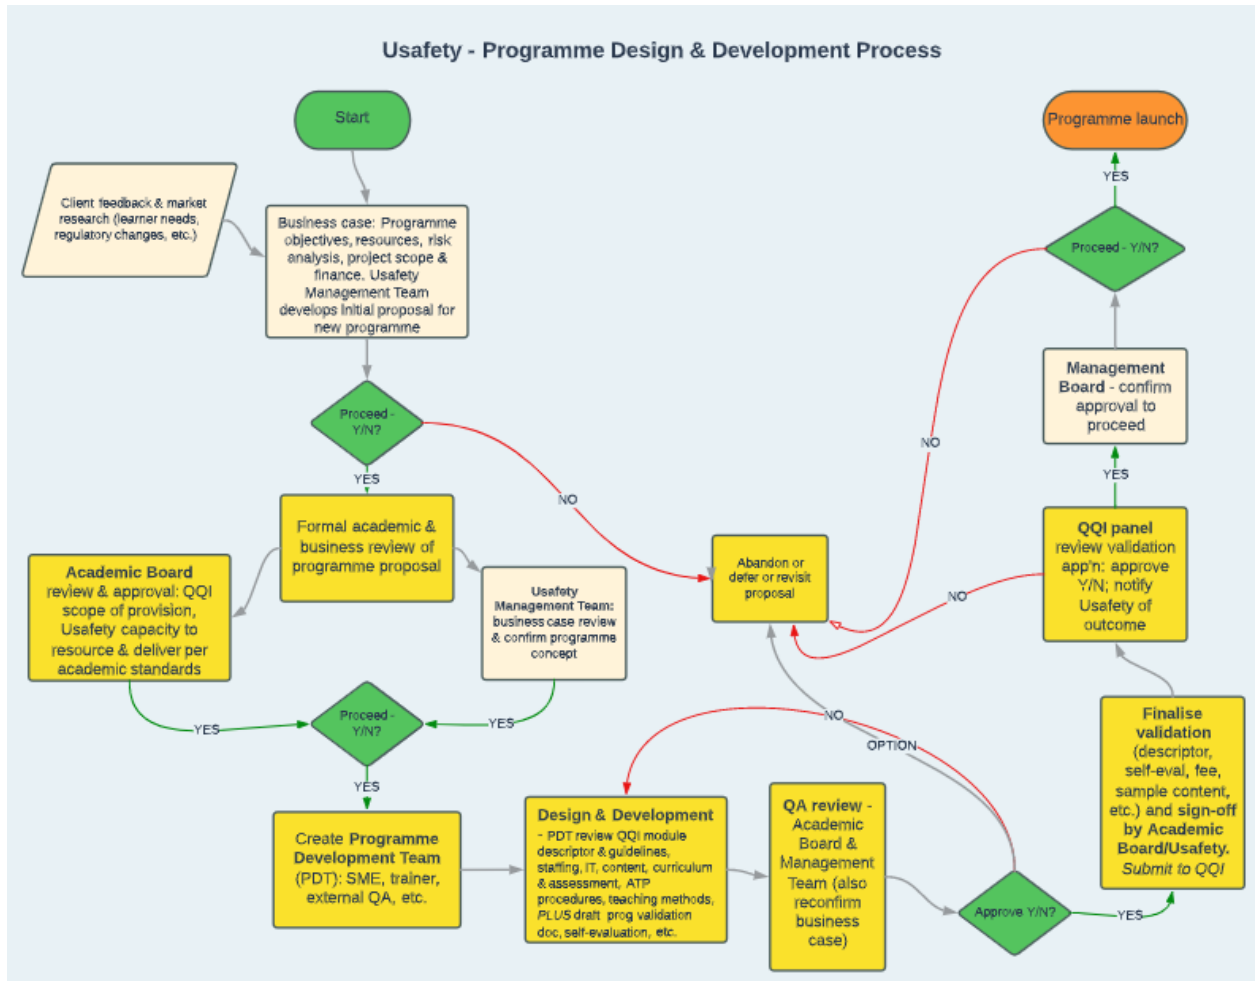 Usafety - Programme Design & Development Process
Start
Client feedback & market
research (learner needs,
regulatory changes, etc.)
Business case: Programme
objectives, resources, risk
analysis, project scope &
finance. Usafety
Management Team
develops initial proposal for
new programme
Proceed -
Y/N?
NO
YES
Formal academic &
business review of
programme proposal
Academic Board
review & approval: QQI
scope of provision,
Usafety capacity to
resource & deliver per
academic standards
Usafety
Management Team:
business case review
& confirm programme
concept
YES
Proceed -
Y/N?
YES
YES
Create Programme
Development Team
(PDT): SME, trainer,
external QA, etc.
Design & Development
- PDT review QQI module
descriptor & guidelines,
staffing, IT, content, curriculum
& assessment, ATP
procedures, teaching methods,
PLUS draft prog validation
doc, self-evaluation, etc.
QA review -
Academic
Board &
Management
Team (also
reconfirm
business
case)
Approve Y/N?
NO
OPTION
YES
Abandon or
defer or revisit
proposal
Finalise
validation
(descriptor,
self-eval, fee,
sample content,
etc.) and sign-off
by Academic
Board/Usafety.
Submit to QQI
QQI panel
review validation
app'n: approve
Y/N; notify
Usafety of
outcome
NO
YES
Management
Board - confirm
approval to
proceed
Proceed - Y/N?
NO
YES
Programme launch